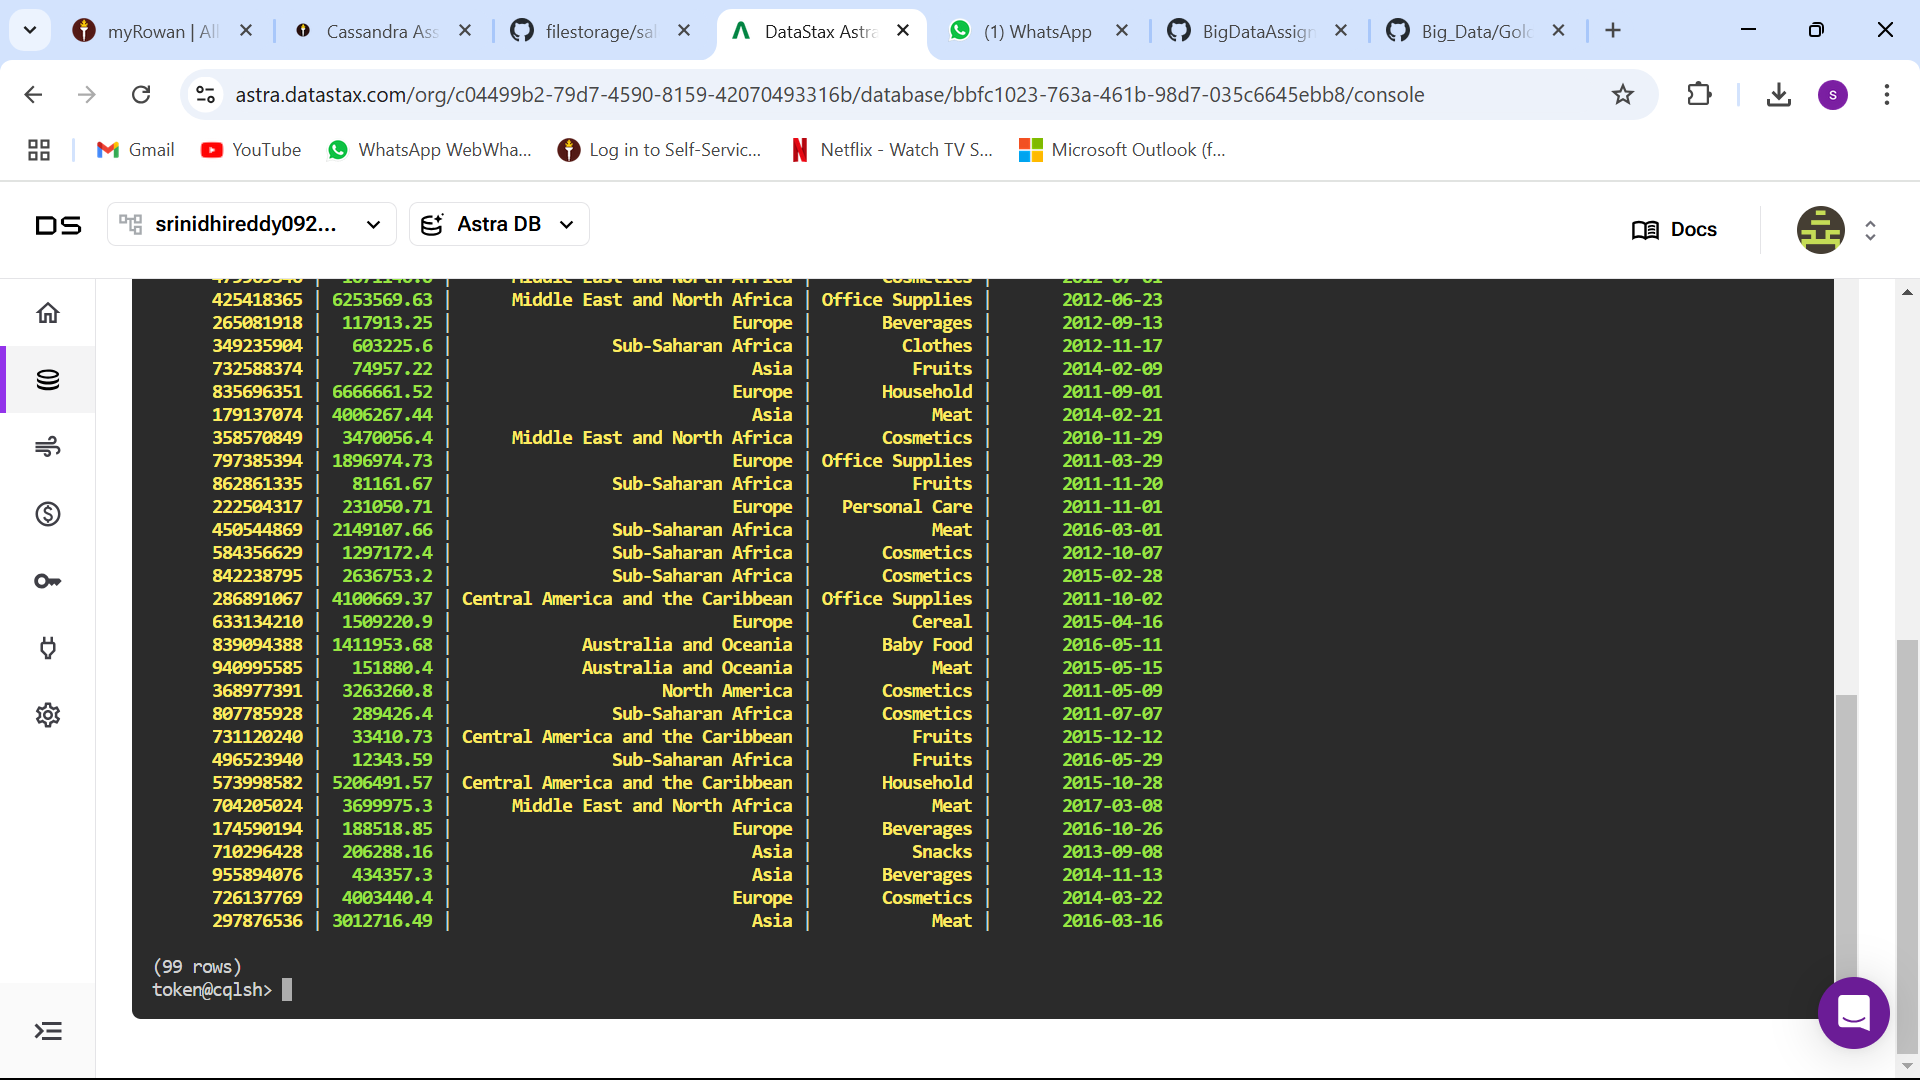 myRowan | All
Cassandra Ass
filestorage/sal
DataStax Astra
(1) WhatsApp
BigDataAssign
Big_Data/Gold
astra.datastax.com/org/c04499b2-79d7-4590-8159-42070493316b/database/bbfc1023-763a-461b-98d7-035c6645ebb8/console
S
Gmail
YouTube
WhatsApp WebWha...
Log in to Self-Servic...
Netflix - Watch TV S...
Microsoft Outlook (f...
DS
srinidhireddy092...
Astra DB
Docs
425418365 | 6253569.63 | Middle East and North Africa | Office Supplies | 2012-06-23
265081918 | 117913.25 | Europe | Beverages | 2012-09-13
349235904 | 603225.6 | Sub-Saharan Africa | Clothes | 2012-11-17
732588374 | 74957.22 | Asia | Fruits | 2014-02-09
835696351 | 6666661.52 | Europe | Household | 2011-09-01
179137074 | 4006267.44 | Asia | Meat | 2014-02-21
358570849 | 3470056.4 | Middle East and North Africa | Cosmetics | 2010-11-29
797385394 | 1896974.73 | Europe | Office Supplies | 2011-03-29
862861335 | 81161.67 | Sub-Saharan Africa | Fruits | 2011-11-20
222504317 | 231050.71 | Europe | Personal Care | 2011-11-01
450544869 | 2149107.66 | Sub-Saharan Africa | Meat | 2016-03-01
584356629 | 1297172.4 | Sub-Saharan Africa | Cosmetics | 2012-10-07
842238795 | 2636753.2 | Sub-Saharan Africa | Cosmetics | 2015-02-28
286891067 | 4100669.37 | Central America and the Caribbean | Office Supplies | 2011-10-02
633134210 | 1509220.9 | Europe | Cereal | 2015-04-16
839094388 | 1411953.68 | Australia and Oceania | Baby Food | 2016-05-11
940995585 | 151880.4 | Australia and Oceania | Meat | 2015-05-15
368977391 | 3263260.8 | North America | Cosmetics | 2011-05-09
807785928 | 289426.4 | Sub-Saharan Africa | Cosmetics | 2011-07-07
731120240 | 33410.73 | Central America and the Caribbean | Fruits | 2015-12-12
496523940 | 12343.59 | Sub-Saharan Africa | Fruits | 2016-05-29
573998582 | 5206491.57 | Central America and the Caribbean | Household | 2015-10-28
704205024 | 3699975.3 | Middle East and North Africa | Meat | 2017-03-08
174590194 | 188518.85 | Europe | Beverages | 2016-10-26
710296428 | 206288.16 | Asia | Snacks | 2013-09-08
955894076 | 434357.3 | Asia | Beverages | 2014-11-13
726137769 | 4003440.4 | Europe | Cosmetics | 2014-03-22
297876536 | 3012716.49 | Asia | Meat | 2016-03-16
(99 rows)
token@cqlsh>